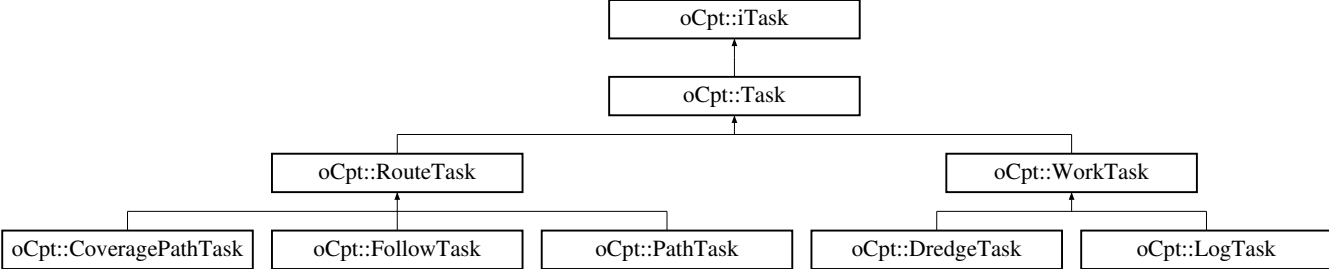 oCpt::iTask
oCpt::Task
oCpt::RouteTask
oCpt::WorkTask
oCpt::CoveragePathTask
oCpt::FollowTask
oCpt::PathTask
oCpt::DredgeTask
oCpt::LogTask